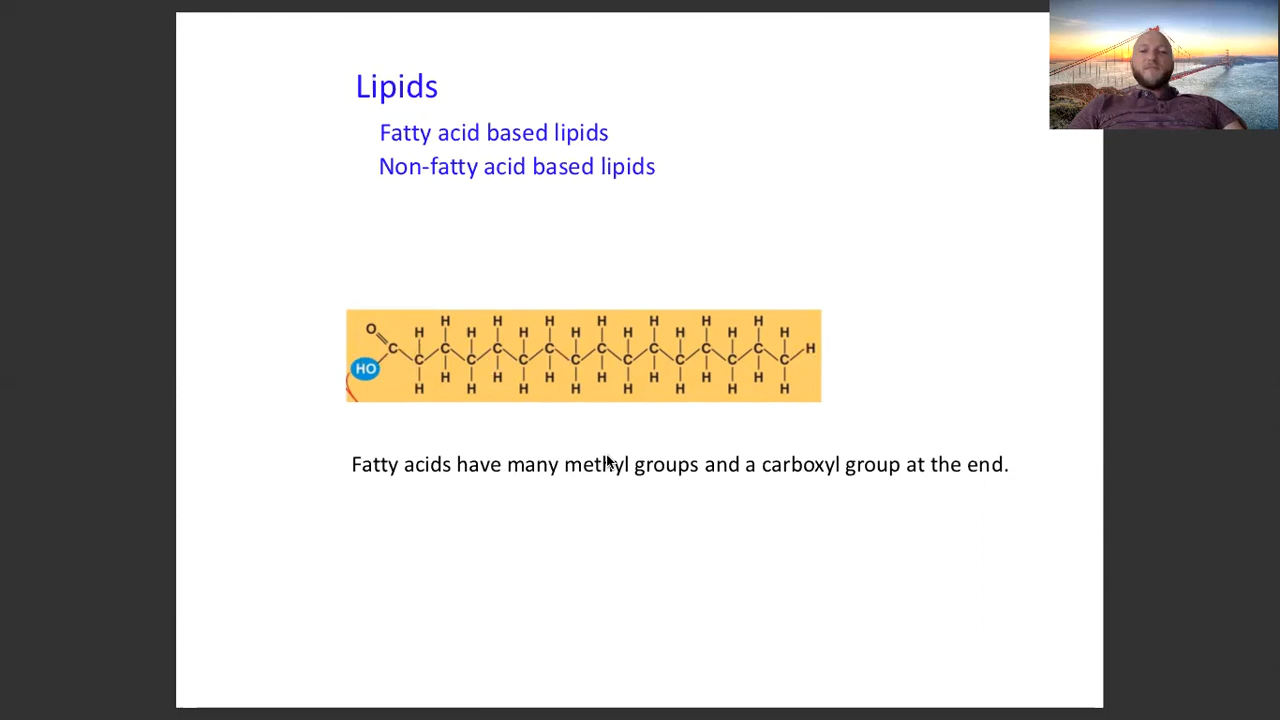 Lipids
Fatty acid based lipids
Non-fatty acid based lipids
H H H H H H H
O H H H H H H H H
C C C C C C C C H
C C C C C C C C
HO
H H H H H H H
H H H H H H H H
Fatty acids have many methyl groups and a carboxyl group at the end.